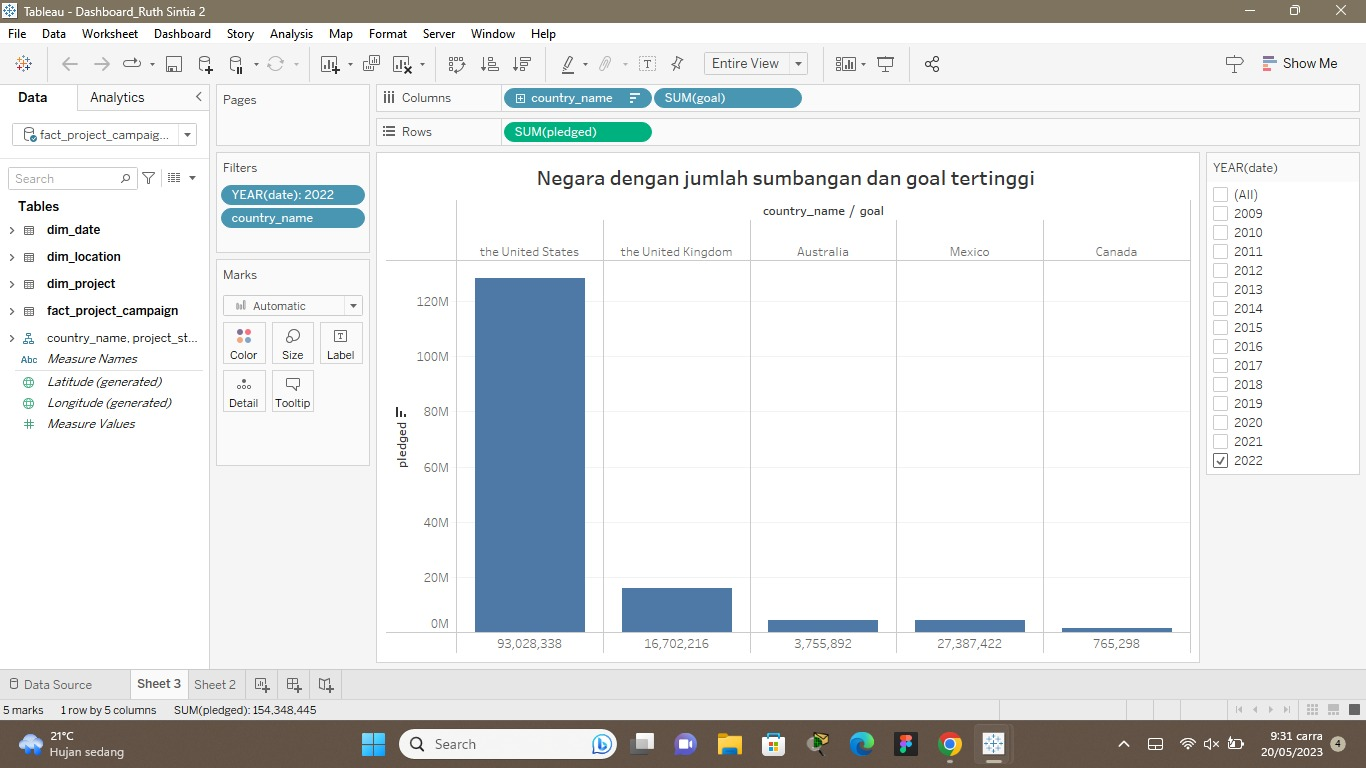 Tableau - Dashboard_Ruth Sintia 2
File Data Worksheet Dashboard Story Analysis Map Format Server Window Help
Entire View
Show Me
Data Analytics
fact_project_campaig...
Search
Tables
dim_date
dim_location
dim_project
fact_project_campaign
country_name, project_st...
Abc Measure Names
Latitude (generated)
Longitude (generated)
# Measure Values
Pages
Filters
YEAR(date): 2022
country_name
Marks
Automatic
Color Size Label
Detail Tooltip
Columns country_name SUM(goal)
Rows SUM(pledged)
Negara dengan jumlah sumbangan dan goal tertinggi
country_name / goal
the United States the United Kingdom Australia Mexico Canada
120M
100M
80M
60M
40M
20M
0M
pledged
93,028,338 16,702,216 3,755,892 27,387,422 765,298
YEAR(date)
(All)
2009
2010
2011
2012
2013
2014
2015
2016
2017
2018
2019
2020
2021
2022
Data Source Sheet 3 Sheet 2
5 marks 1 row by 5 columns SUM(pledged): 154,348,445
21°C
Hujan sedang
Search
9:31 carra
20/05/2023
4